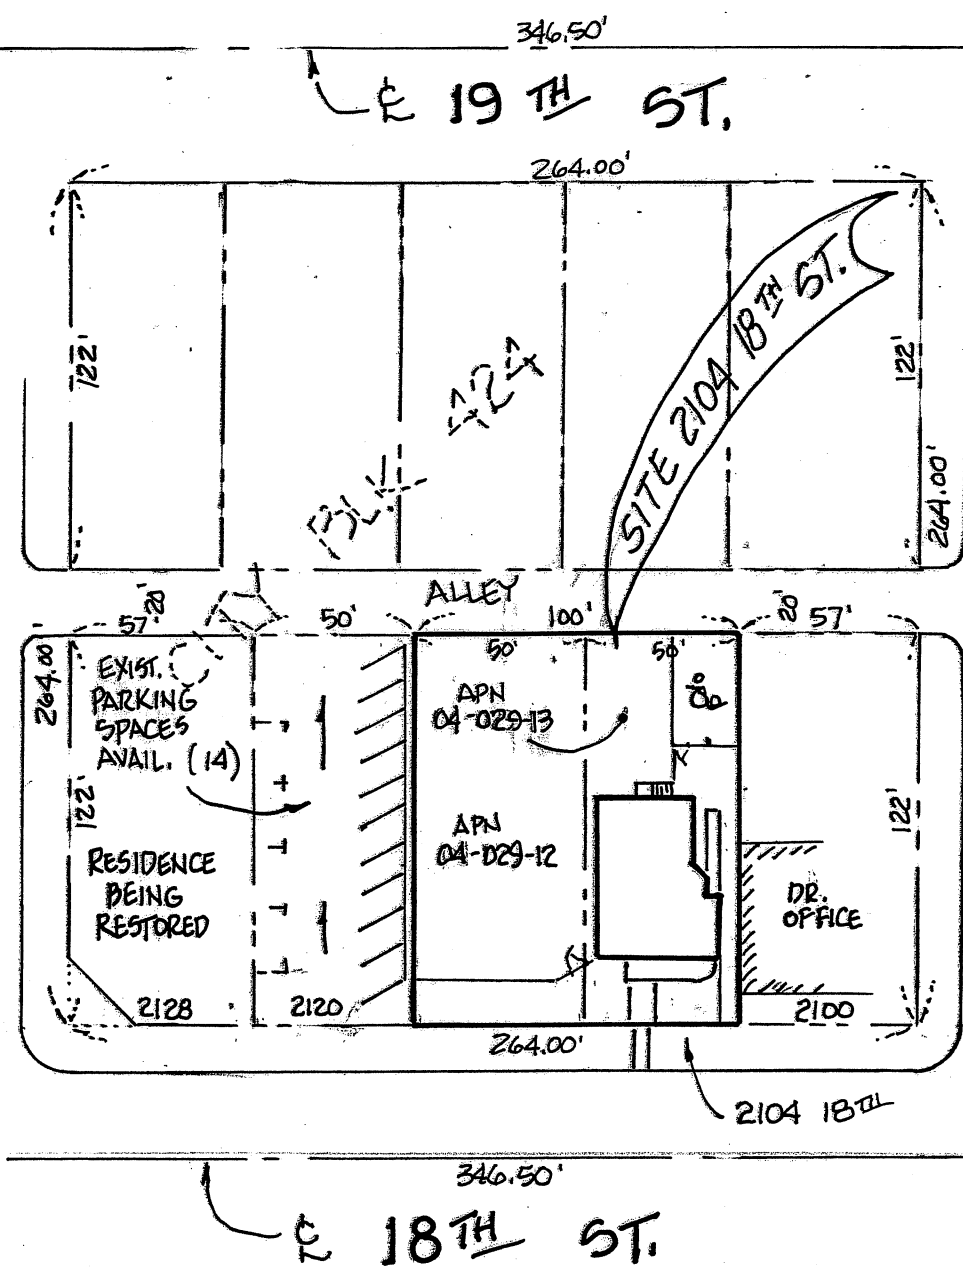 346.50'
℄ 19TH ST.
264.00'
SITE 2104 18TH ST.
122'
122'
BLK 424
264.00'
ALLEY
57'
20'
50'
100'
20'
57'
50'
50'
264.00
EXIST.
PARKING
SPACES
AVAIL. (14)
APN
04-029-13
122'
122'
APN
04-029-12
RESIDENCE
BEING
RESTORED
DR.
OFFICE
2128
2120
2100
264.00'
2104 18TH
346.50'
℄ 18TH ST.